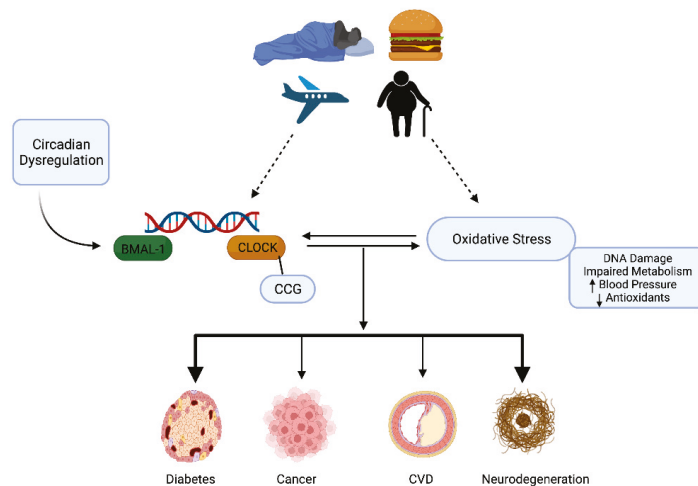 Circadian
Dysregulation
BMAL-1
CLOCK
CCG
Oxidative Stress
DNA Damage
Impaired Metabolism
↑ Blood Pressure
↓ Antioxidants
Diabetes
Cancer
CVD
Neurodegeneration